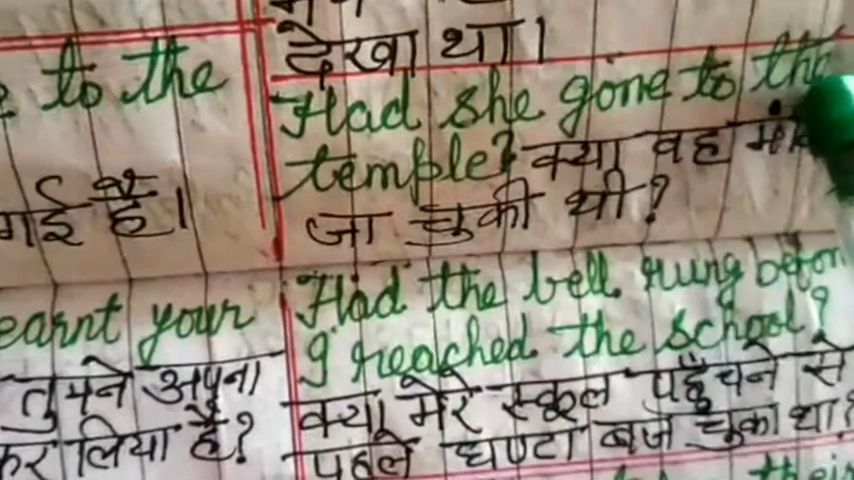 देखा था।
to the
Had she gone to the
temple? क्या वह
गई है।
जा चुकी थी?
earnt your
Had the bell rung
I reached the school?
तुमने अपना
क्या मेरे स्कूल पहुँचने से
कर लिया है?
पहले घण्टा बज चुका था?